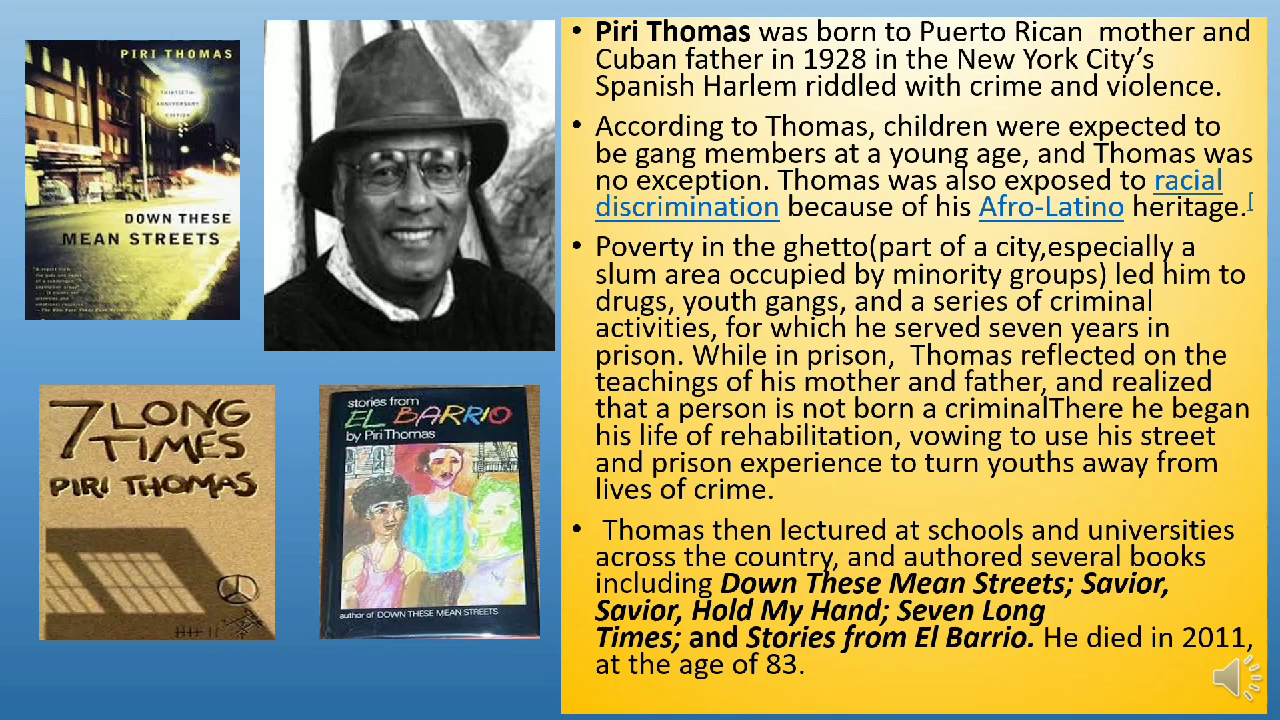 PIRI THOMAS
THIRTIETH
ANNIVERSARY
EDITION
DOWN THESE
MEAN STREETS
7 LONG
TIMES
PIRI THOMAS
stories from
EL BARRIO
by Piri Thomas
author of DOWN THESE MEAN STREETS
• Piri Thomas was born to Puerto Rican  mother and
Cuban father in 1928 in the New York City’s
Spanish Harlem riddled with crime and violence.
• According to Thomas, children were expected to
be gang members at a young age, and Thomas was
no exception. Thomas was also exposed to racial
discrimination because of his Afro-Latino heritage.[
• Poverty in the ghetto(part of a city,especially a
slum area occupied by minority groups) led him to
drugs, youth gangs, and a series of criminal
activities, for which he served seven years in
prison. While in prison,  Thomas reflected on the
teachings of his mother and father, and realized
that a person is not born a criminalThere he began
his life of rehabilitation, vowing to use his street
and prison experience to turn youths away from
lives of crime.
•  Thomas then lectured at schools and universities
across the country, and authored several books
including Down These Mean Streets; Savior,
Savior, Hold My Hand; Seven Long
Times; and Stories from El Barrio. He died in 2011,
at the age of 83.